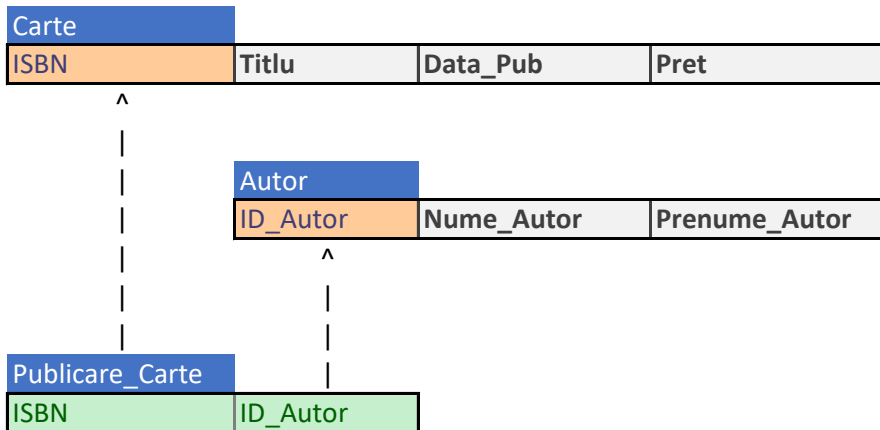 Carte
ISBN Titlu Data_Pub Pret
Autor
ID_Autor Nume_Autor Prenume_Autor
Publicare_Carte
ISBN ID_Autor